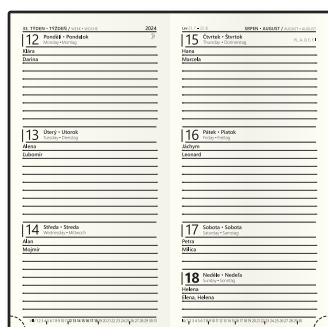 33. TÝDEN • TÝŽDEŇ / WEEK • WOCHE 2024
12 Pondělí • Pondelok
Monday • Montag
Klára
Darina
13 Úterý • Utorok
Tuesday • Dienstag
Alena
Ľubomír
14 Středa • Streda
Wednesday • Mittwoch
Alan
Mojmír
SRPEN • AUGUST / AUGUST • AUGUST
15 Čtvrtek • Štvrtok
Thursday • Donnerstag
Hana
Marcela
16 Pátek • Piatok
Friday • Freitag
Jáchym
Leonard
17 Sobota • Sobota
Saturday • Samstag
Petra
Milica
18 Neděle • Nedeľa
Sunday • Sonntag
Helena
Elena, Helena